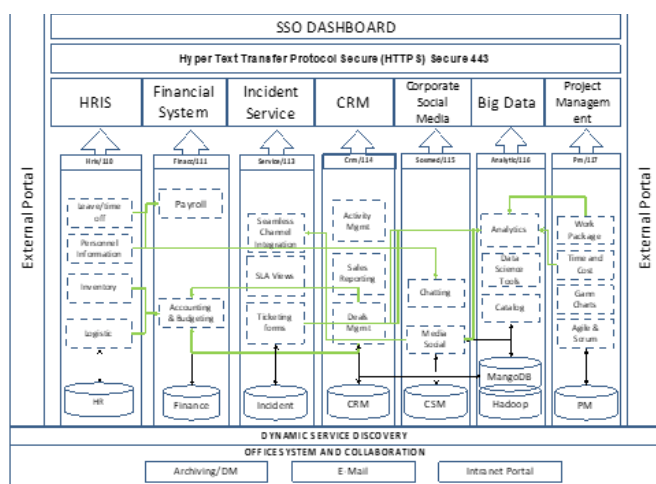 SSO DASHBOARD
Hyper Text Transfer Protocol Secure (HTTPS) Secure 443
External Portal
HRIS
Financial
System
Incident
Service
CRM
Corporate
Social
Media
Big Data
Project
Managem
ent
External Portal
Hris/110
Finacc/111
Service/113
Crm/114
Socmed/115
Analytic/116
Pm/117
Leave/time
off
Personnel
Information
Inventory
Logistic
HR
Payroll
Accounting
& Budgeting
Finance
Seamless
Channel
Integration
SLA Views
Ticketing
forms
Incident
Activity
Mgmt
Sales
Reporting
Deals
Mgmt
CRM
Chatting
Media
Social
CSM
Analytics
Data
Science
Tools
Catalog
MangoDB
Hadoop
Work
Package
Time and
Cost
Gann
Charts
Agile &
Scrum
PM
DYNAMIC SERVICE DISCOVERY
OFFICE SYSTEM AND COLLABORATION
Archiving/DM
E-Mail
Intranet Portal